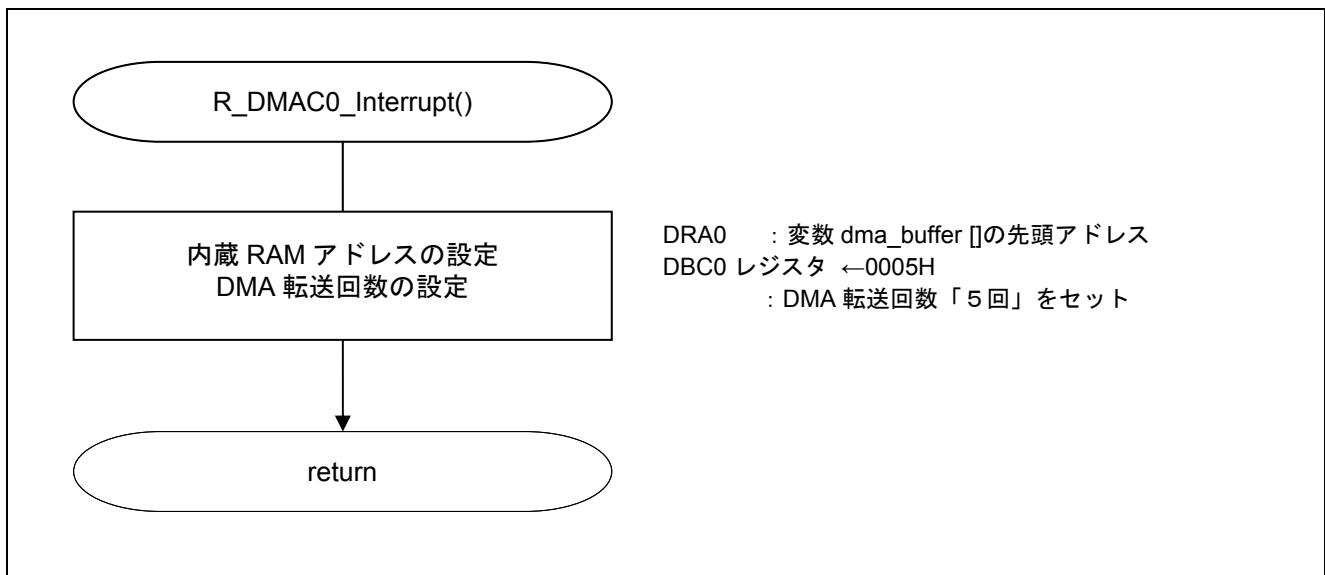 R_DMAC0_Interrupt()
内蔵 RAM アドレスの設定
DMA 転送回数の設定
DRA0 : 変数 dma_buffer []の先頭アドレス
DBC0 レジスタ ←0005H
: DMA 転送回数「5回」をセット
return